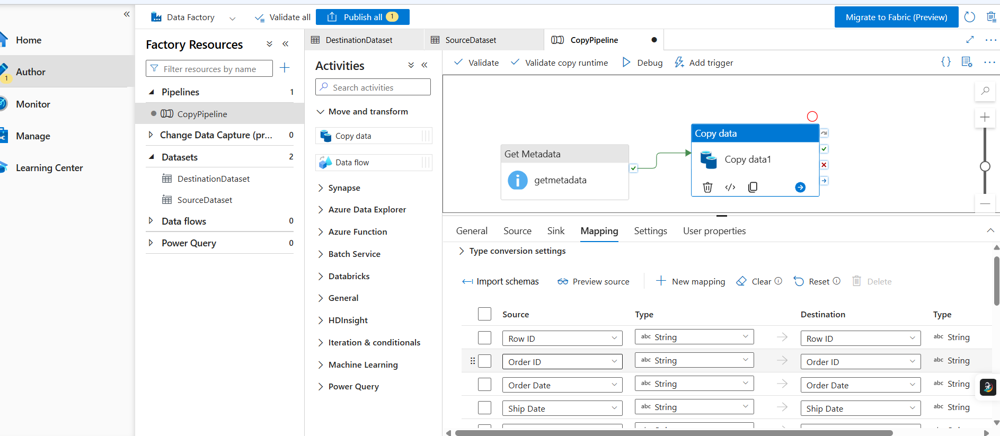 Data Factory
Validate all
Publish all 1
Migrate to Fabric (Preview)
Home
Author
1
Monitor
Manage
Learning Center
Factory Resources
Filter resources by name
Pipelines 1
CopyPipeline
Change Data Capture (pr... 0
Datasets 2
DestinationDataset
SourceDataset
Data flows 0
Power Query 0
DestinationDataset
SourceDataset
CopyPipeline
Activities
Search activities
Move and transform
Copy data
Data flow
Synapse
Azure Data Explorer
Azure Function
Batch Service
Databricks
General
HDInsight
Iteration & conditionals
Machine Learning
Power Query
Validate
Validate copy runtime
Debug
Add trigger
Get Metadata
getmetadata
Copy data
Copy data1
General Source Sink Mapping Settings User properties
Type conversion settings
Import schemas Preview source New mapping Clear Reset Delete
Source Type Destination Type
Row ID abc String Row ID abc String
Order ID abc String Order ID abc String
Order Date abc String Order Date abc String
Ship Date abc String Ship Date abc String